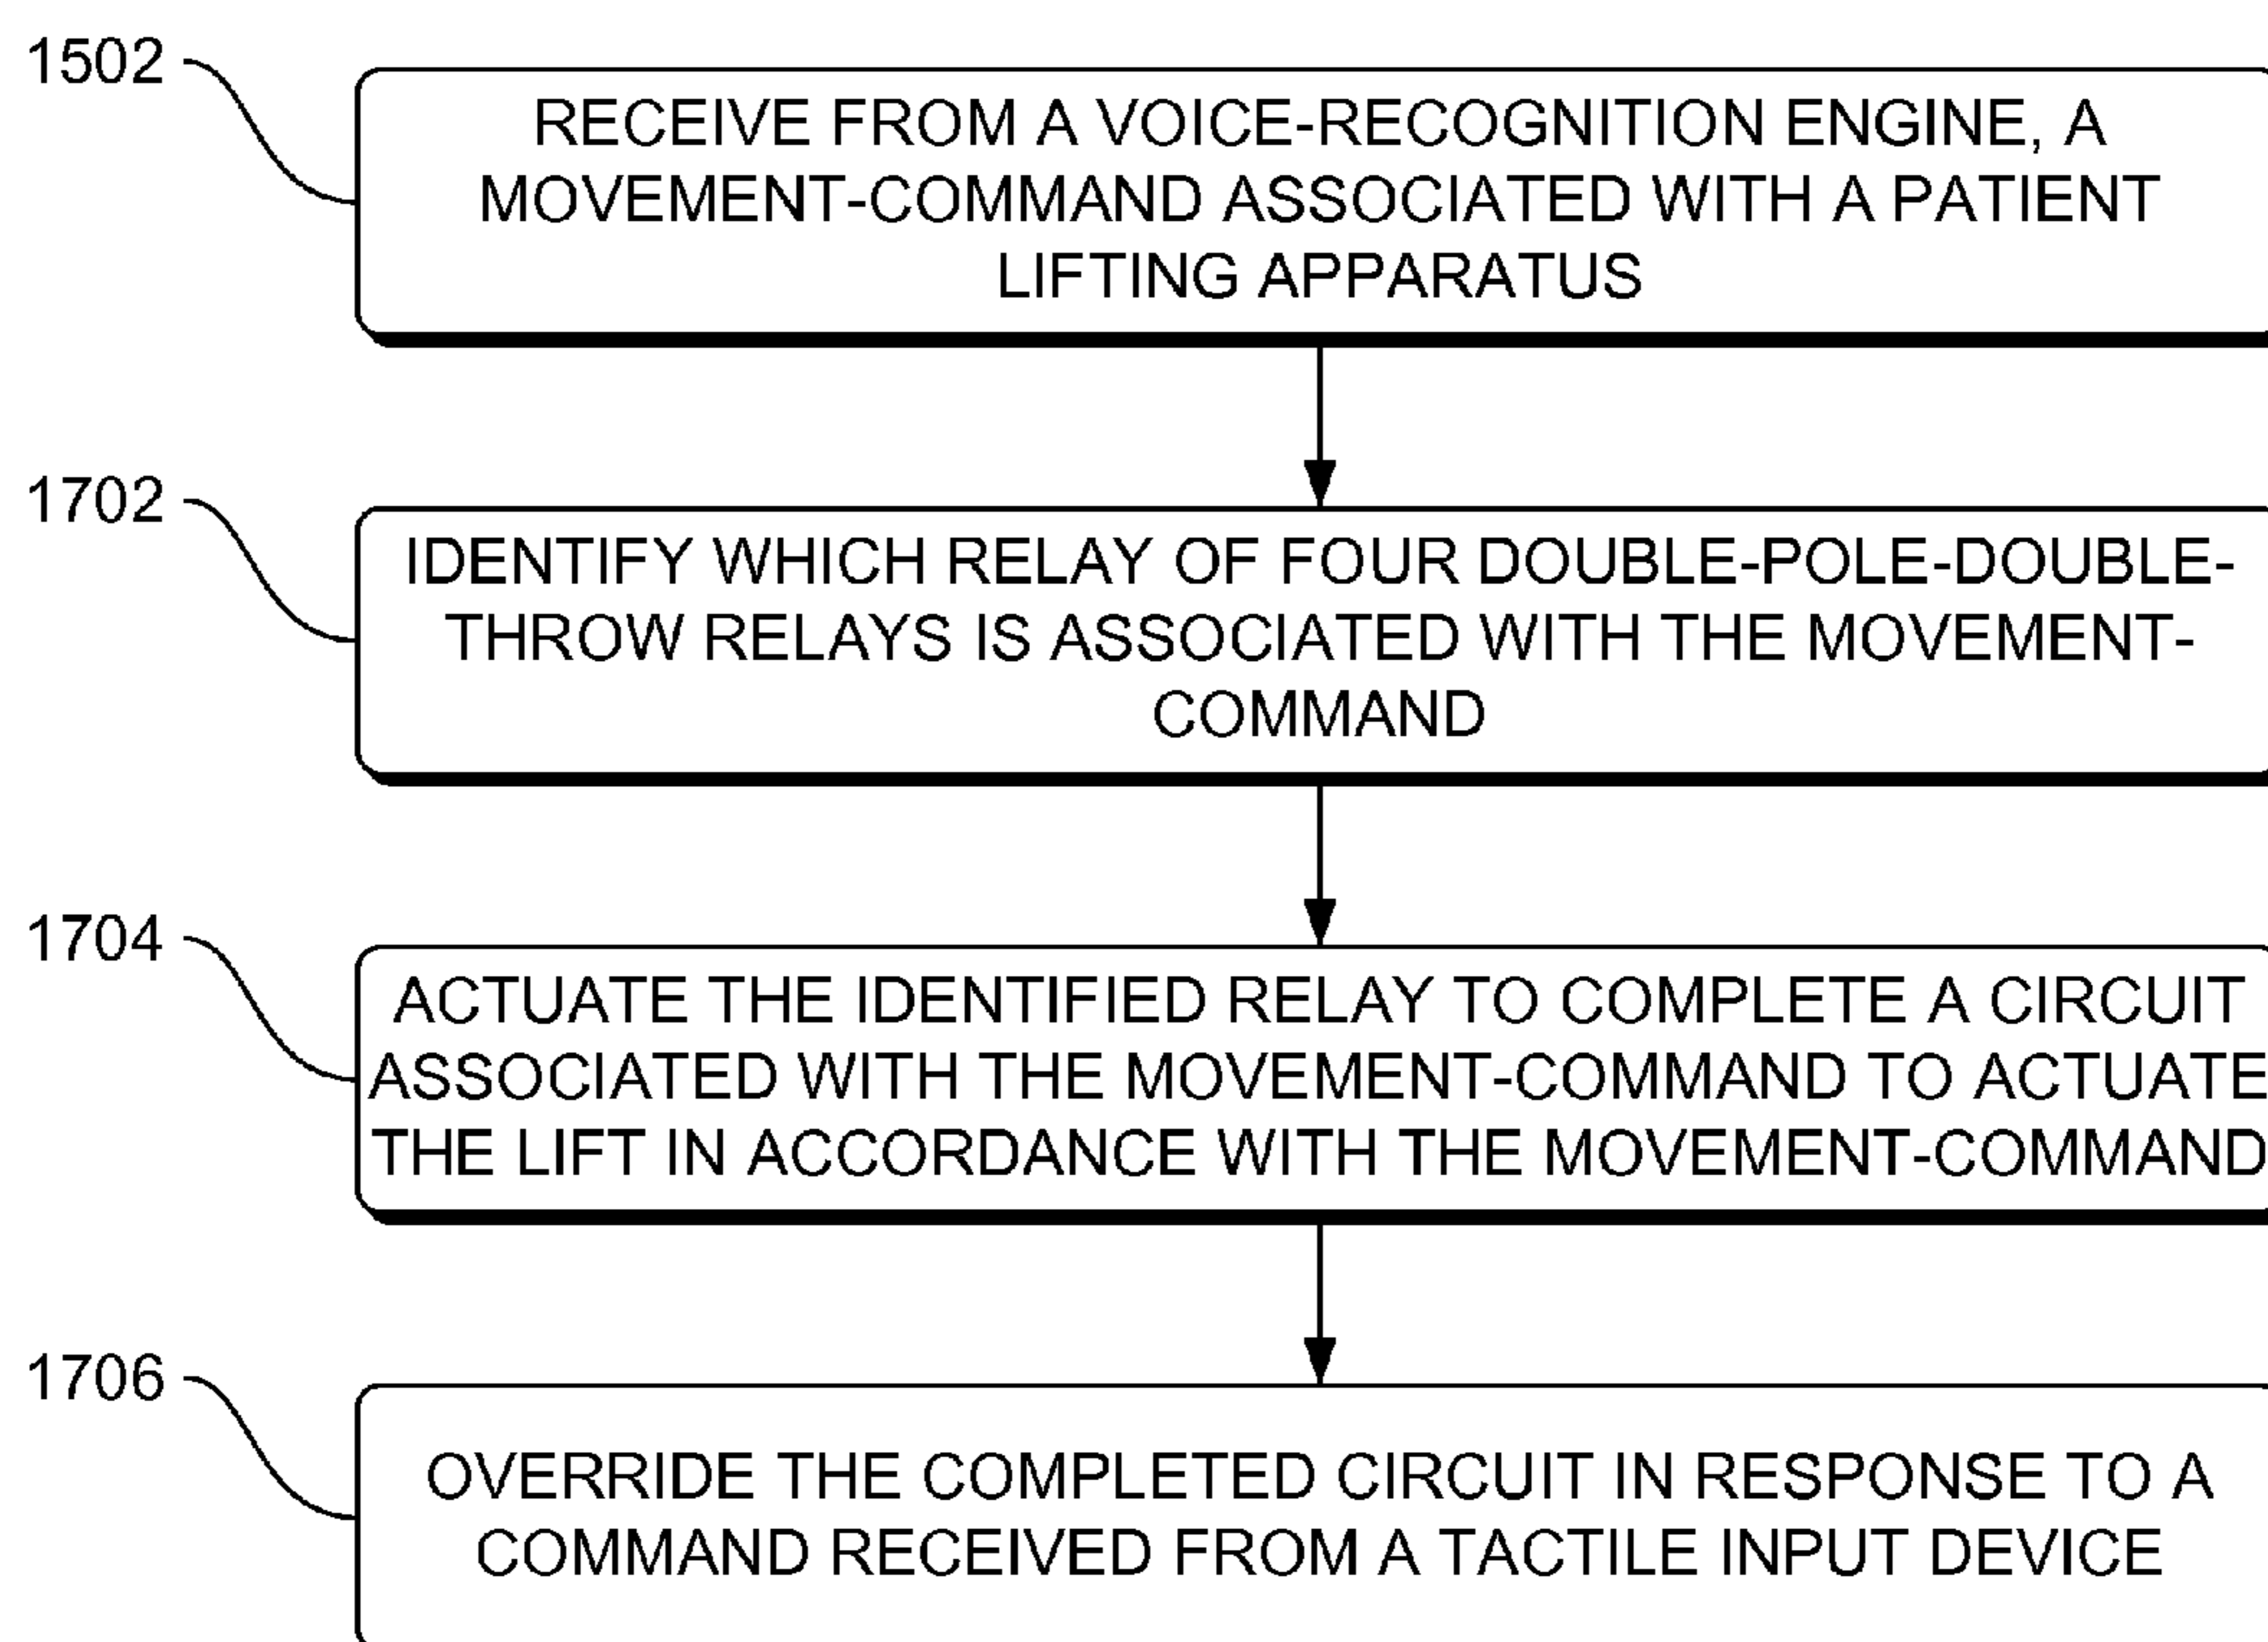 1502
RECEIVE FROM A VOICE-RECOGNITION ENGINE, A
MOVEMENT-COMMAND ASSOCIATED WITH A PATIENT
LIFTING APPARATUS
1702
IDENTIFY WHICH RELAY OF FOUR DOUBLE-POLE-DOUBLE-
THROW RELAYS IS ASSOCIATED WITH THE MOVEMENT-
COMMAND
1704
ACTUATE THE IDENTIFIED RELAY TO COMPLETE A CIRCUIT
ASSOCIATED WITH THE MOVEMENT-COMMAND TO ACTUATE
THE LIFT IN ACCORDANCE WITH THE MOVEMENT-COMMAND
1706
OVERRIDE THE COMPLETED CIRCUIT IN RESPONSE TO A
COMMAND RECEIVED FROM A TACTILE INPUT DEVICE